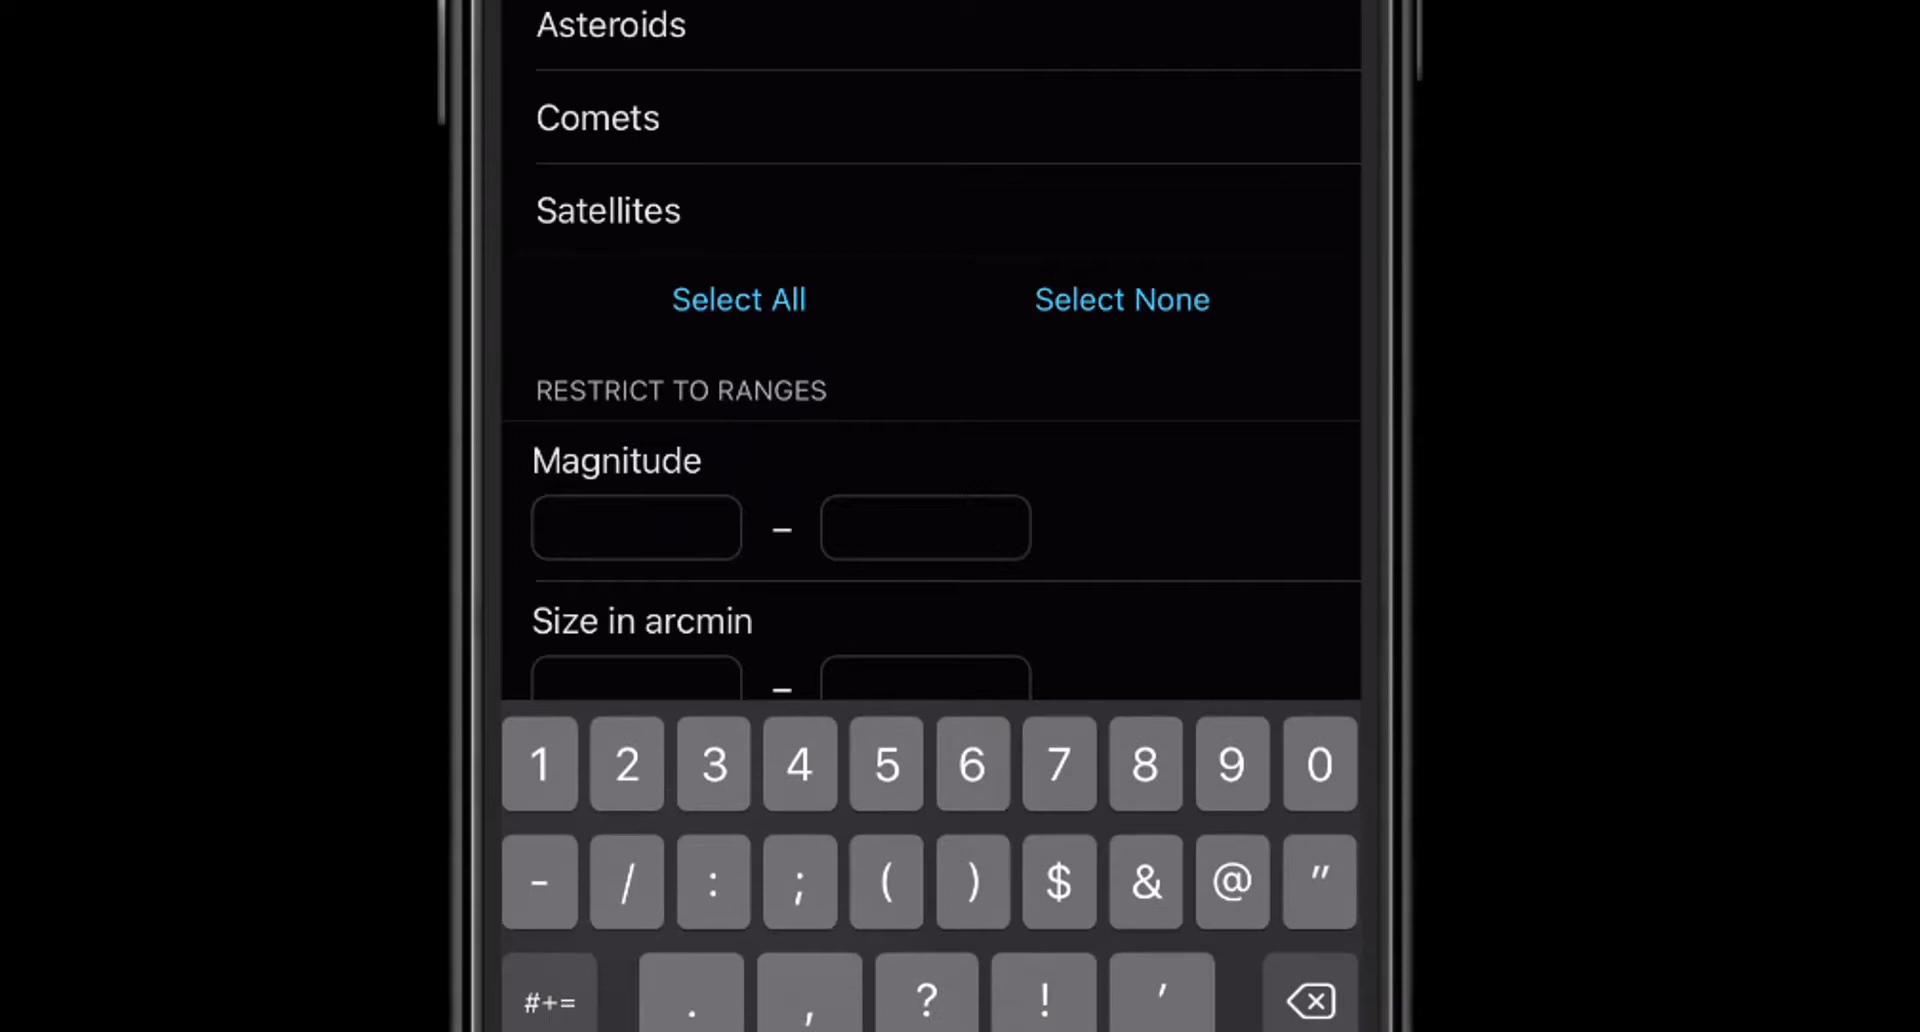 Asteroids
Comets
Satellites
Select All Select None
RESTRICT TO RANGES
Magnitude
–
Size in arcmin
–
1 2 3 4 5 6 7 8 9 0
- / : ; ( ) $ & @ "
#+= . , ? ! '